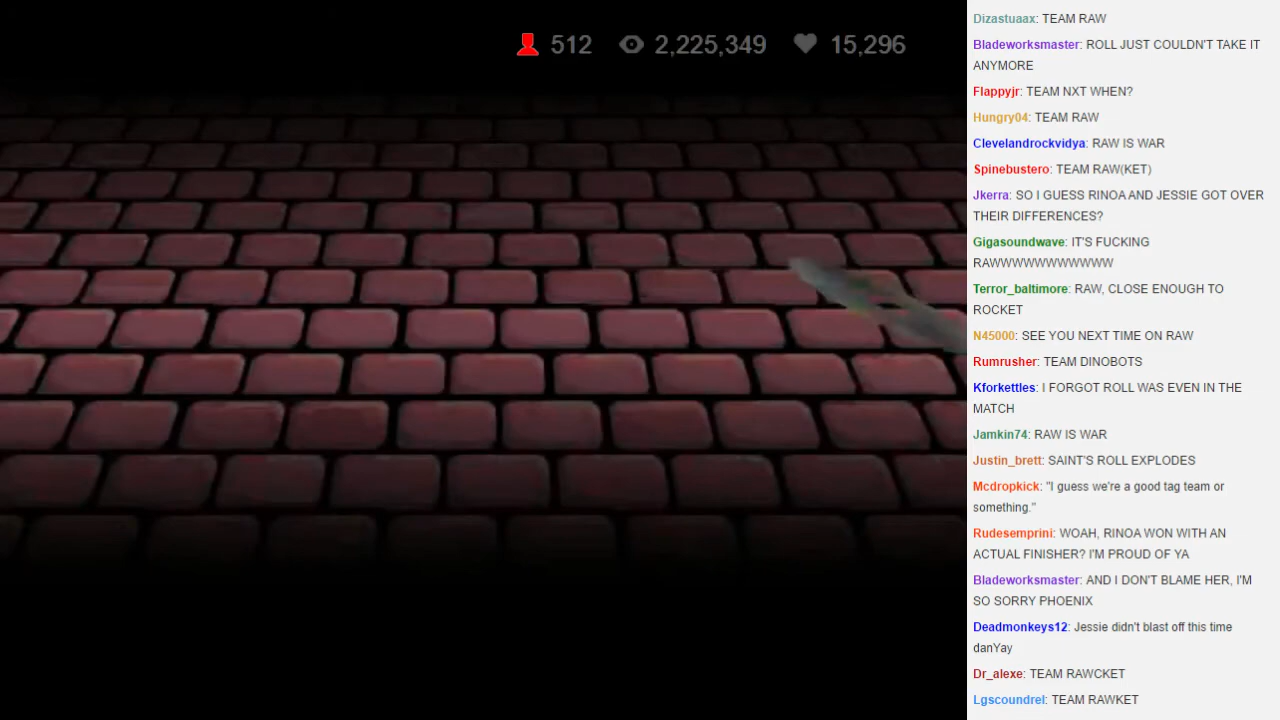 512 2,225,349 15,296
Dizastuaax: TEAM RAW
Bladeworksmaster: ROLL JUST COULDN'T TAKE IT
ANYMORE
Flappyjr: TEAM NXT WHEN?
Hungry04: TEAM RAW
Clevelandrockvidya: RAW IS WAR
Spinebustero: TEAM RAW(KET)
Jkerra: SO I GUESS RINOA AND JESSIE GOT OVER
THEIR DIFFERENCES?
Gigasoundwave: IT'S FUCKING
RAWWWWWWWWWWW
Terror_baltimore: RAW, CLOSE ENOUGH TO
ROCKET
N45000: SEE YOU NEXT TIME ON RAW
Rumrusher: TEAM DINOBOTS
Kforkettles: I FORGOT ROLL WAS EVEN IN THE
MATCH
Jamkin74: RAW IS WAR
Justin_brett: SAINT'S ROLL EXPLODES
Mcdropkick: "I guess we're a good tag team or
something."
Rudesemprini: WOAH, RINOA WON WITH AN
ACTUAL FINISHER? I'M PROUD OF YA
Bladeworksmaster: AND I DON'T BLAME HER, I'M
SO SORRY PHOENIX
Deadmonkeys12: Jessie didn't blast off this time
danYay
Dr_alexe: TEAM RAWCKET
Lgscoundrel: TEAM RAWKET